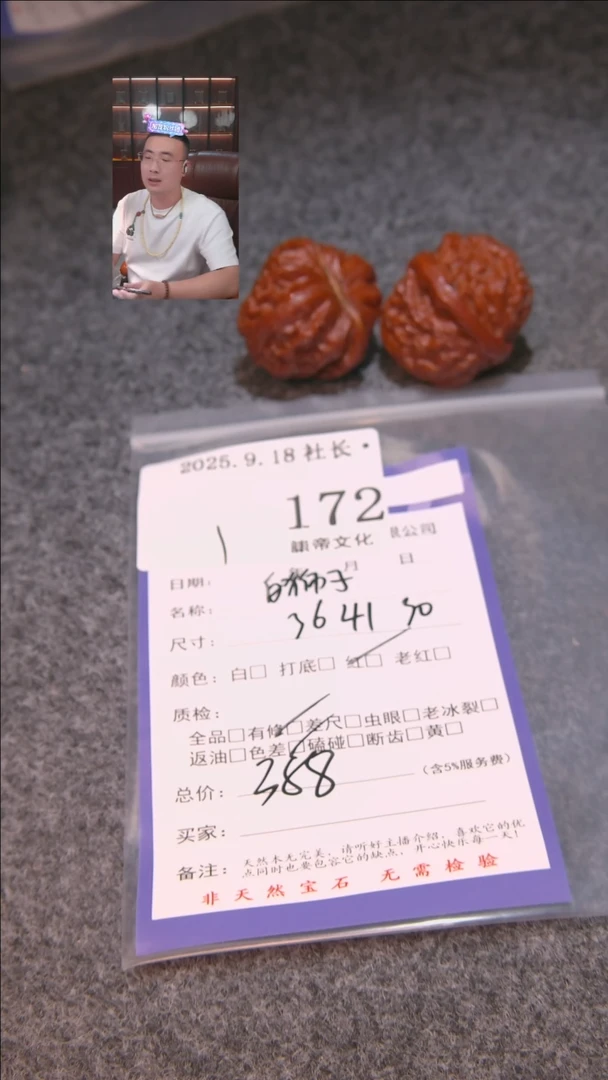 2025.9.18 社长
172
1
肆帝文化
限公司
年 月 日
日期:
名称: 白狮子
尺寸: 36 41 30
颜色: 白□ 打底□ 红□ 老红□
质检:
全品□有修□差尺□虫眼□老冰裂□
返油□色差□磕碰□断齿□黄□
总价: 388 (含5%服务费)
买家:
备注: 天然本无完美, 请听好主播介绍, 喜欢它的优
点同时也要包容它的缺点, 开心快乐每一天!
非天然宝石 无需检验